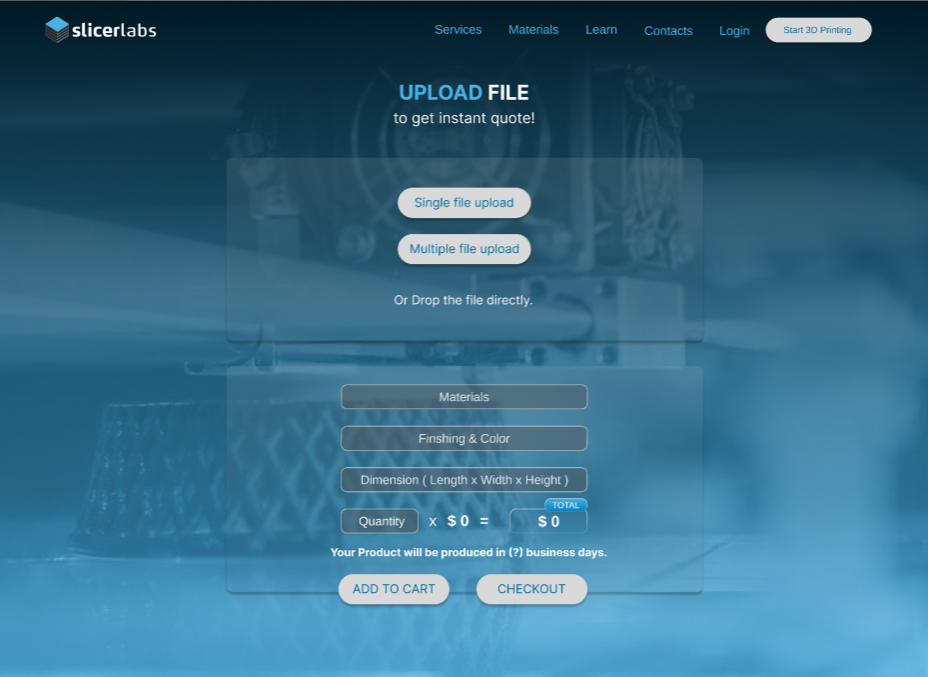 slicerlabs
Services Materials Learn Contacts Login Start 3D Printing
UPLOAD FILE
to get instant quote!
Single file upload
Multiple file upload
Or Drop the file directly.
Materials
Finshing & Color
Dimension ( Length x Width x Height )
TOTAL
Quantity x $ 0 = $ 0
Your Product will be produced in (?) business days.
ADD TO CART CHECKOUT